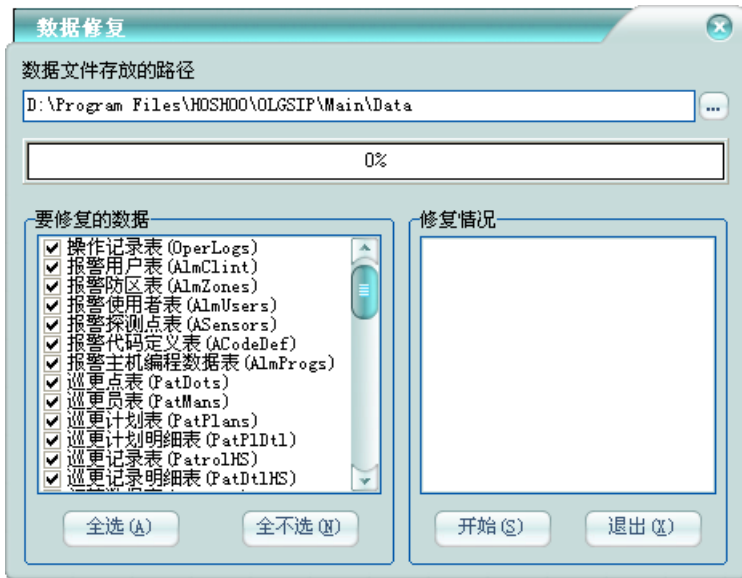 数据修复
数据文件存放的路径
D:\Program Files\HOSHOO\OLGSIP\Main\Data
...
0%
要修复的数据
操作记录表(OperLogs)
报警用户表(AlmClint)
报警防区表(AlmZones)
报警使用者表(AlmUsers)
报警探测点表(ASensors)
报警代码定义表(ACodeDef)
报警主机编程数据表(AlmProgs)
巡更点表(PatDots)
巡更员表(PatMans)
巡更计划表(PatPlans)
巡更计划明细表(PatPlDtl)
巡更记录表(PatrolHS)
巡更记录明细表(PatDtlHS)
全选(A)
全不选(N)
修复情况
开始(S)
退出(X)